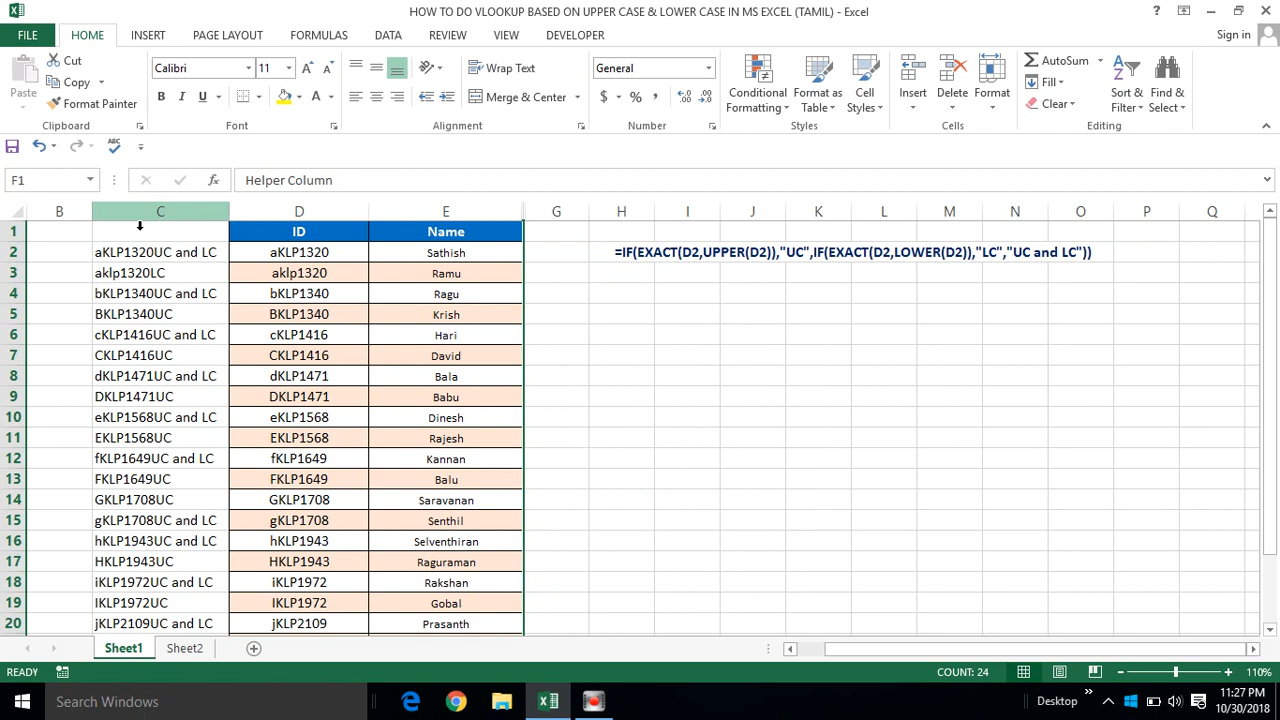 HOW TO DO VLOOKUP BASED ON UPPER CASE & LOWER CASE IN MS EXCEL (TAMIL) - Excel
FILE HOME INSERT PAGE LAYOUT FORMULAS DATA REVIEW VIEW DEVELOPER Sign in
Cut Calibri 11 Wrap Text General AutoSum
Paste Copy Conditional Formatting Format as Table Cell Styles Insert Delete Format Fill Sort & Filter Find & Select
Format Painter B I U Merge & Center $ % , Clear
Clipboard Font Alignment Number Styles Cells Editing
F1 fx Helper Column
B C D E G H I J K L M N O P Q
1 ID Name
2 aKLP1320UC and LC aKLP1320 Sathish =IF(EXACT(D2,UPPER(D2)),"UC",IF(EXACT(D2,LOWER(D2)),"LC","UC and LC"))
3 aklp1320LC aklp1320 Ramu
4 bKLP1340UC and LC bKLP1340 Ragu
5 BKLP1340UC BKLP1340 Krish
6 cKLP1416UC and LC cKLP1416 Hari
7 CKLP1416UC CKLP1416 David
8 dKLP1471UC and LC dKLP1471 Bala
9 DKLP1471UC DKLP1471 Babu
10 eKLP1568UC and LC eKLP1568 Dinesh
11 EKLP1568UC EKLP1568 Rajesh
12 fKLP1649UC and LC fKLP1649 Kannan
13 FKLP1649UC FKLP1649 Balu
14 GKLP1708UC GKLP1708 Saravanan
15 gKLP1708UC and LC gKLP1708 Senthil
16 hKLP1943UC and LC hKLP1943 Selventhiran
17 HKLP1943UC HKLP1943 Raguraman
18 iKLP1972UC and LC iKLP1972 Rakshan
19 IKLP1972UC IKLP1972 Gobal
20 jKLP2109UC and LC jKLP2109 Prasanth
Sheet1 Sheet2
READY COUNT: 24 110%
Search Windows Desktop 11:27 PM
10/30/2018